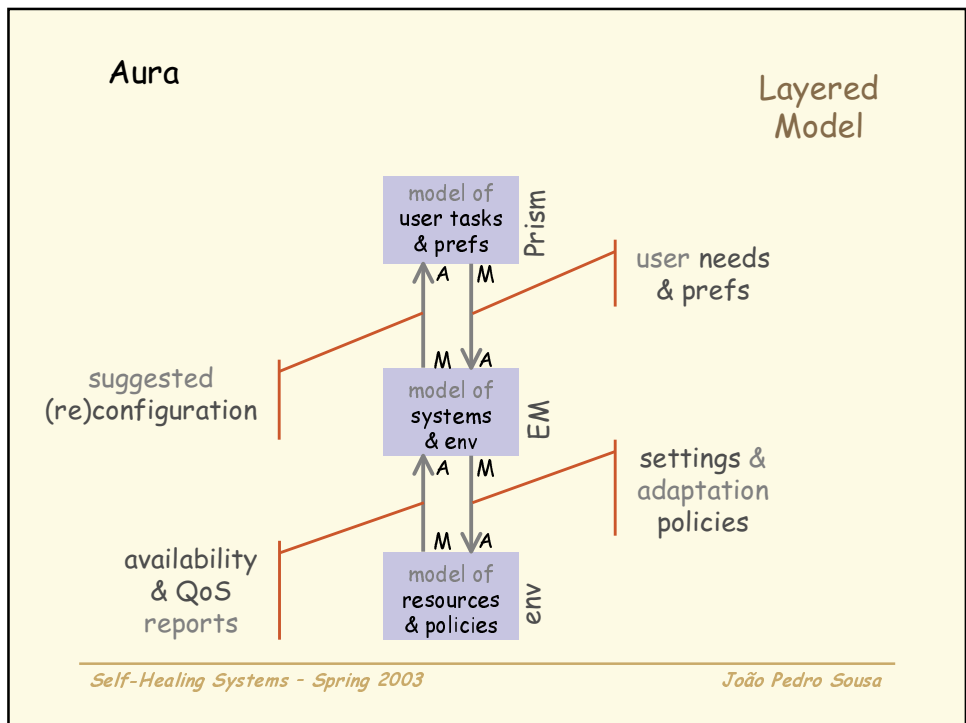 Aura
Layered
Model
model of
user tasks
& prefs
Prism
A
M
user needs
& prefs
suggested
(re)configuration
M
A
model of
systems
& env
EM
A
M
settings &
adaptation
policies
availability
& QoS
reports
M
A
model of
resources
& policies
env
Self-Healing Systems – Spring 2003
João Pedro Sousa